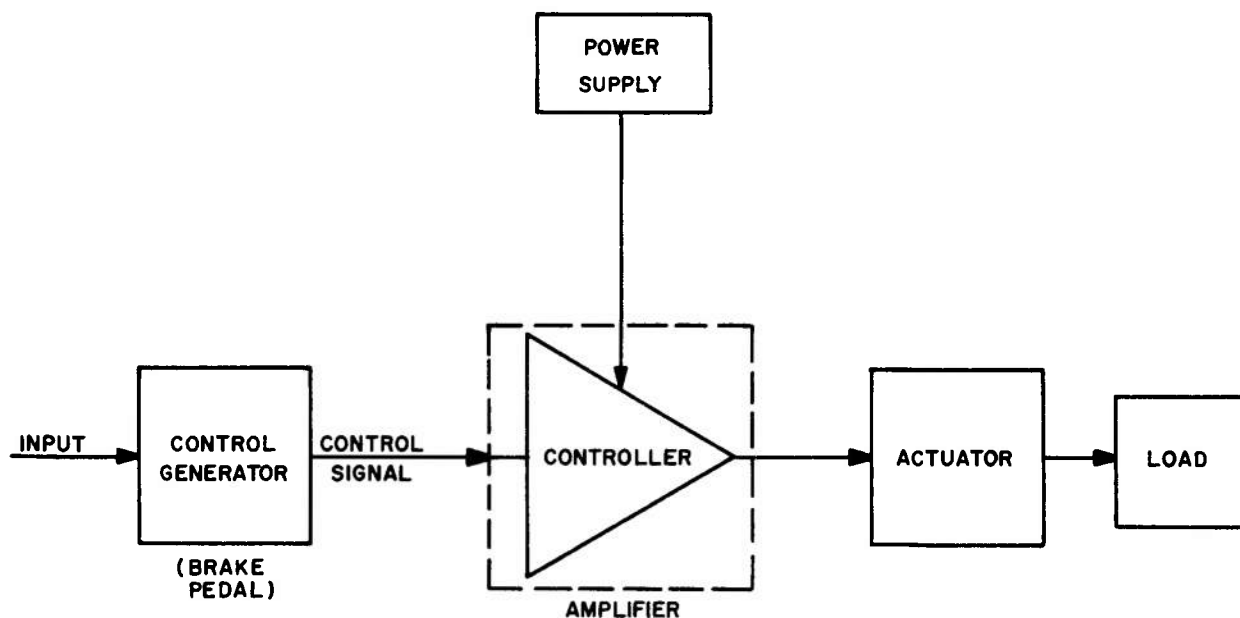 POWER
SUPPLY
INPUT
CONTROL
GENERATOR
(BRAKE
PEDAL)
CONTROL
SIGNAL
CONTROLLER
AMPLIFIER
ACTUATOR
LOAD